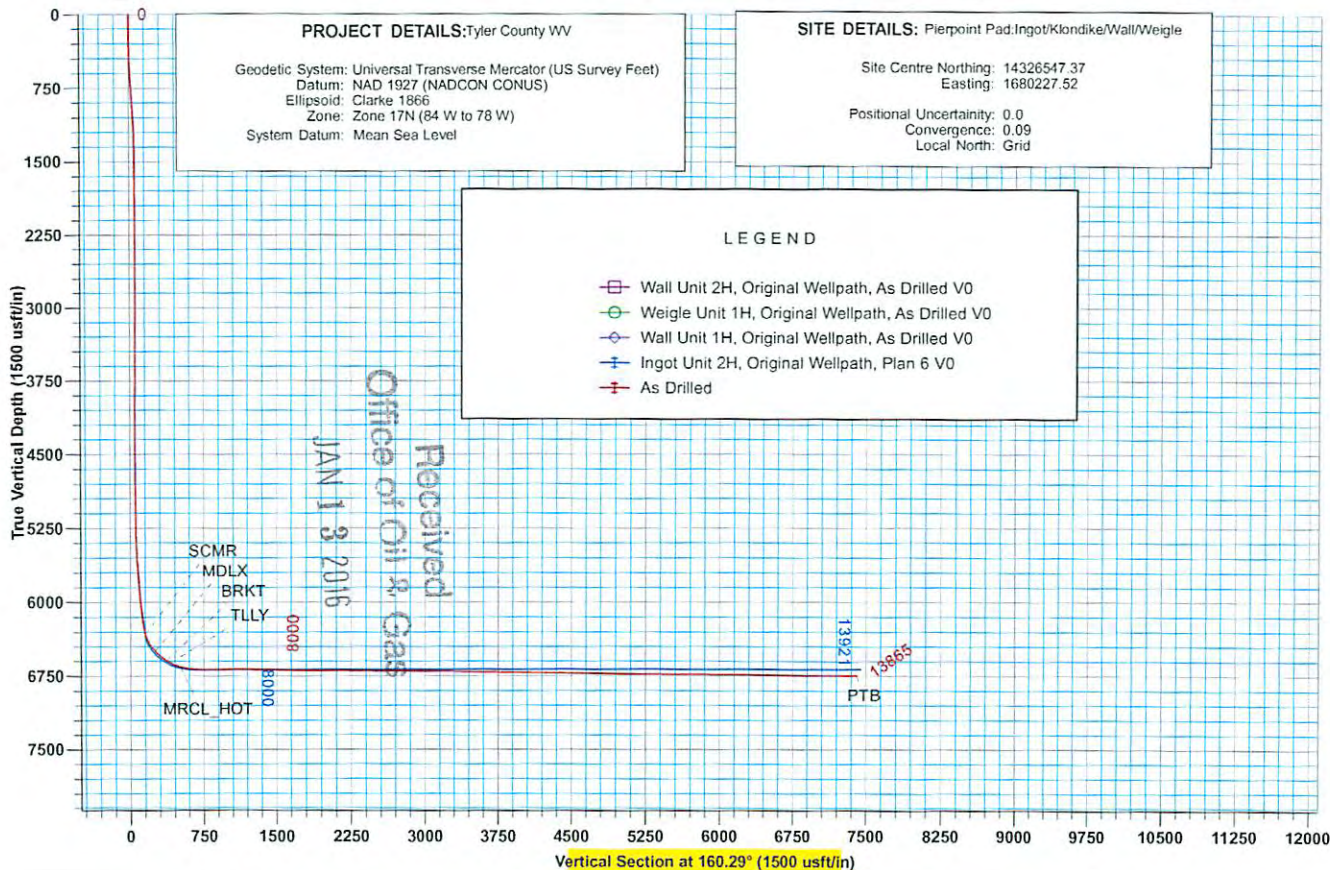 PROJECT DETAILS:Tyler County WV
Geodetic System: Universal Transverse Mercator (US Survey Feet)
Datum: NAD 1927 (NADCON CONUS)
Ellipsoid: Clarke 1866
Zone: Zone 17N (84 W to 78 W)
System Datum: Mean Sea Level
SITE DETAILS: Pierpoint Pad:Ingot/Klondike/Wall/Weigle
Site Centre Northing: 14326547.37
Easting: 1680227.52
Positional Uncertainity: 0.0
Convergence: 0.09
Local North: Grid
LEGEND
Wall Unit 2H, Original Wellpath, As Drilled V0
Weigle Unit 1H, Original Wellpath, As Drilled V0
Wall Unit 1H, Original Wellpath, As Drilled V0
Ingot Unit 2H, Original Wellpath, Plan 6 V0
As Drilled
True Vertical Depth (1500 usft/in)
0
750
1500
2250
3000
3750
4500
5250
6000
6750
7500
0
Received
Office of Oil & Gas
JAN 13 2016
SCMR
MDLX
BRKT
TLLY
8000
8000
MRCL_HOT
13921
13865
PTB
0
750
1500
2250
3000
3750
4500
5250
6000
6750
7500
8250
9000
9750
10500
11250
12000
Vertical Section at 160.29° (1500 usft/in)